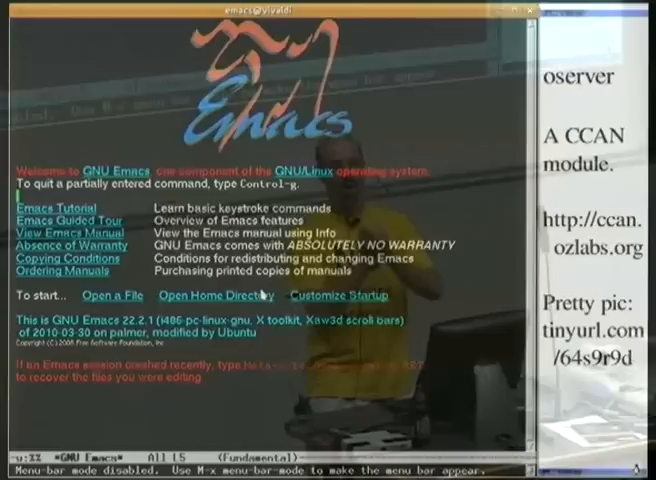 emacs@vivaldi
Emacs
Welcome to GNU Emacs, one component of the GNU/Linux operating system.
To quit a partially entered command, type Control-g.
Emacs Tutorial Learn basic keystroke commands
Emacs Guided Tour Overview of Emacs features
View Emacs Manual View the Emacs manual using Info
Absence of Warranty GNU Emacs comes with ABSOLUTELY NO WARRANTY
Copying Conditions Conditions for redistributing and changing Emacs
Ordering Manuals Purchasing printed copies of manuals
To start... Open a File Open Home Directory Customize Startup
This is GNU Emacs 22.2.1 (i486-pc-linux-gnu, X toolkit, Xaw3d scroll bars)
of 2010-03-30 on palmer, modified by Ubuntu
Copyright (C) 2008 Free Software Foundation, Inc.
If an Emacs session crashed recently, type
to recover the files you were editing
-u:%% *GNU Emacs* All L5 (Fundamental)
Menu-bar mode disabled. Use M-x menu-bar-mode to make the menu bar appear.
oserver
A CCAN
module.
http://ccan.
ozlabs.org
Pretty pic:
tinyurl.com
/64s9r9d